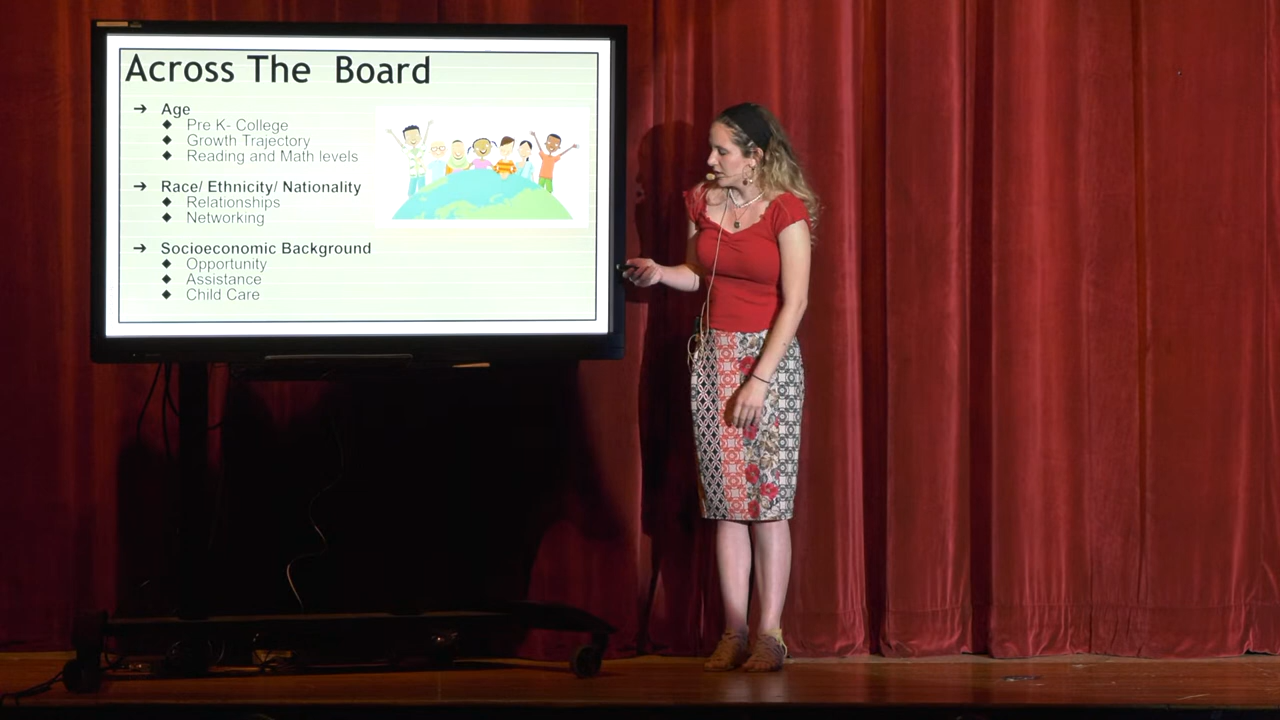 Across The Board
➔ Age
◆ Pre K- College
◆ Growth Trajectory
◆ Reading and Math levels
➔ Race/ Ethnicity/ Nationality
◆ Relationships
◆ Networking
➔ Socioeconomic Background
◆ Opportunity
◆ Assistance
◆ Child Care